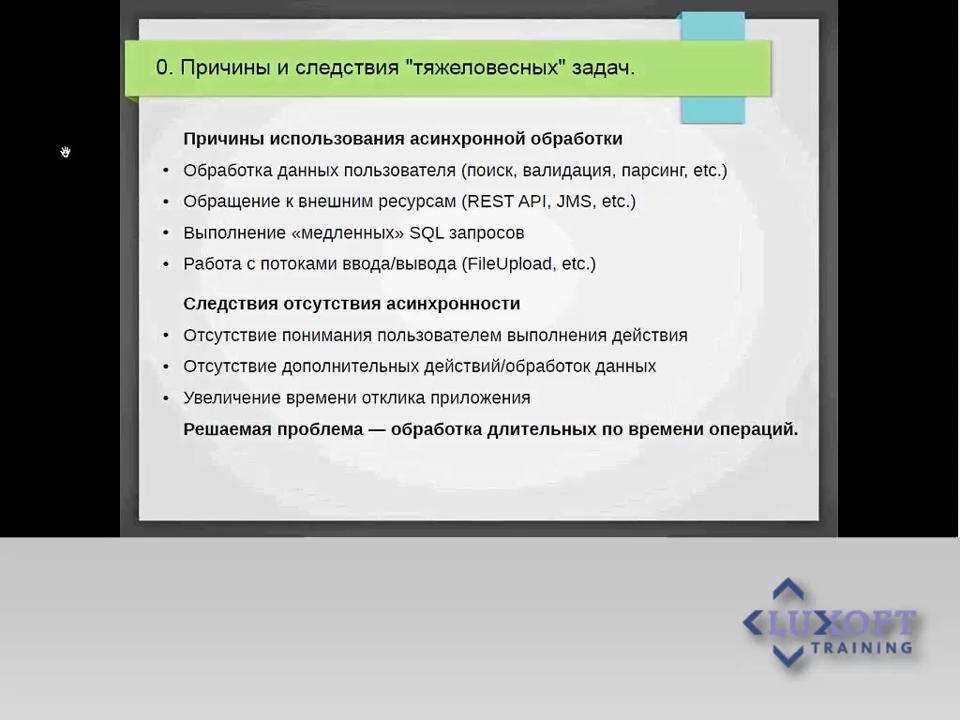 0. Причины и следствия "тяжеловесных" задач.
Причины использования асинхронной обработки
• Обработка данных пользователя (поиск, валидация, парсинг, etc.)
• Обращение к внешним ресурсам (REST API, JMS, etc.)
• Выполнение «медленных» SQL запросов
• Работа с потоками ввода/вывода (FileUpload, etc.)
Следствия отсутствия асинхронности
• Отсутствие понимания пользователем выполнения действия
• Отсутствие дополнительных действий/обработок данных
• Увеличение времени отклика приложения
Решаемая проблема — обработка длительных по времени операций.
LUXOFT
TRAINING